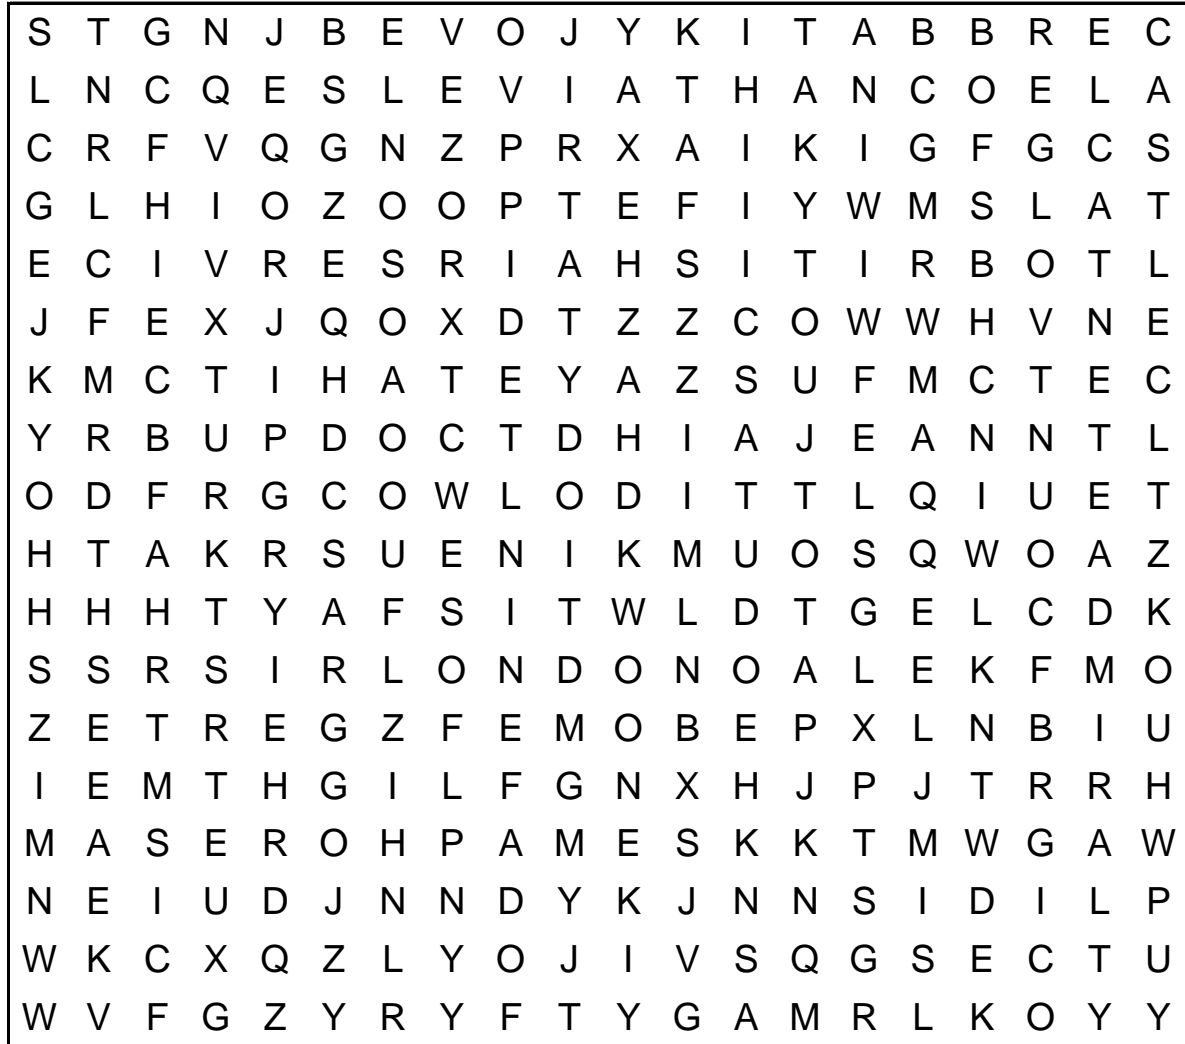 S T G N J B E V O J Y K I T A B B R E C
L N C Q E S L E V I A T H A N C O E L A
C R F V Q G N Z P R X A I K I G F G C S
G L H I O Z O O P T E F I Y W M S L A T
E C I V R E S R I A H S I T I R B O T L
J F E X J Q O X D T Z Z C O W W H V N E
K M C T I H A T E Y A Z S U F M C T E C
Y R B U P D O C T D H I A J E A N N T L
O D F R G C O W L O D I T T L Q I U E T
H T A K R S U E N I K M U O S Q W O A Z
H H H T Y A F S I T W L D T G E L C D K
S S R S I R L O N D O N O A L E K F M O
Z E T R E G Z F E M O B E P X L N B I U
I E M T H G I L F G N X H J P J T R R H
M A S E R O H P A M E S K K T M W G A W
N E I U D J N N D Y K J N N S I D I L P
W K C X Q Z L Y O J I V S Q G S E C T U
W V F G Z Y R Y F T Y G A M R L K O Y Y